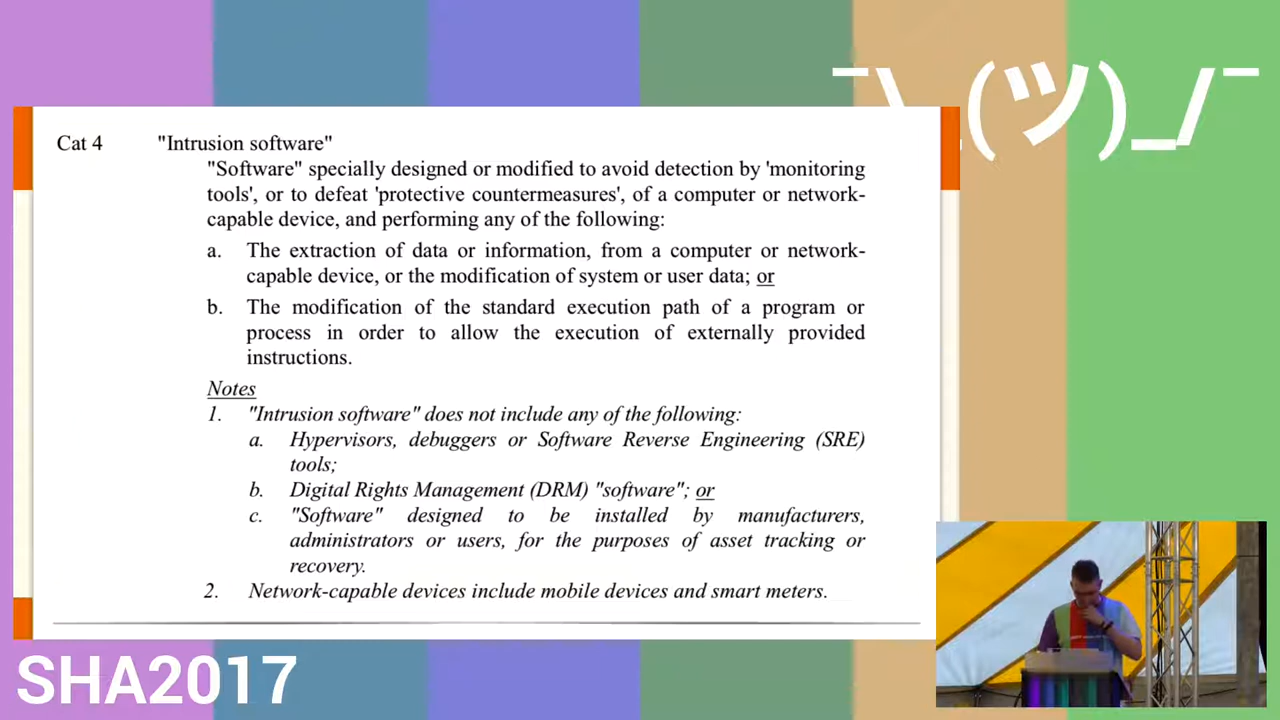 ¯\_(ツ)_/¯
Cat 4 "Intrusion software"
"Software" specially designed or modified to avoid detection by 'monitoring
tools', or to defeat 'protective countermeasures', of a computer or network-
capable device, and performing any of the following:
a. The extraction of data or information, from a computer or network-
capable device, or the modification of system or user data; or
b. The modification of the standard execution path of a program or
process in order to allow the execution of externally provided
instructions.
Notes
1. "Intrusion software" does not include any of the following:
a. Hypervisors, debuggers or Software Reverse Engineering (SRE)
tools;
b. Digital Rights Management (DRM) "software"; or
c. "Software" designed to be installed by manufacturers,
administrators or users, for the purposes of asset tracking or
recovery.
2. Network-capable devices include mobile devices and smart meters.
SHA2017